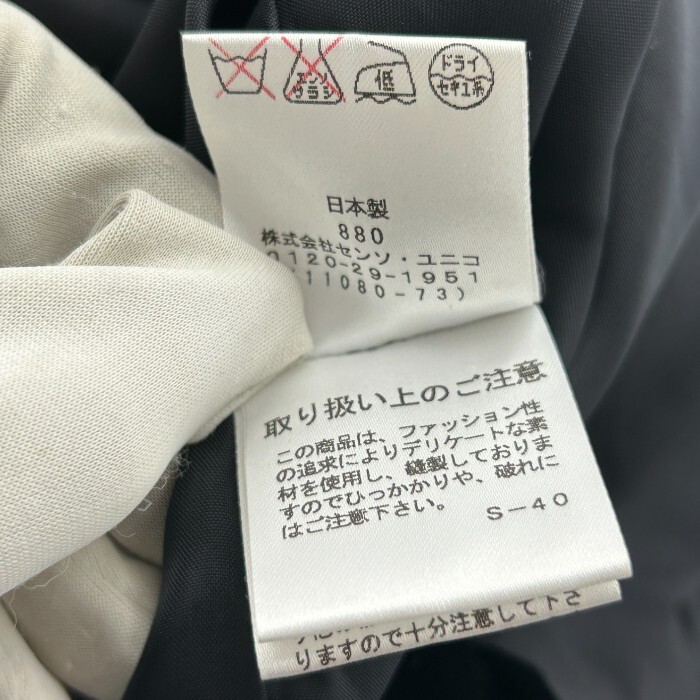 エンソ
サラシ
低
ドライ
セキユ系
日本製
880
株式会社センソ・ユニコ
0120-29-1951
11080-73)
取り扱い上のご注意
この商品は、ファッション性
の追求によりデリケートな素
材を使用し、縫製しておりま
すのでひっかかりや、破れに
はご注意下さい。
S-40
りますので十分注意して下さ